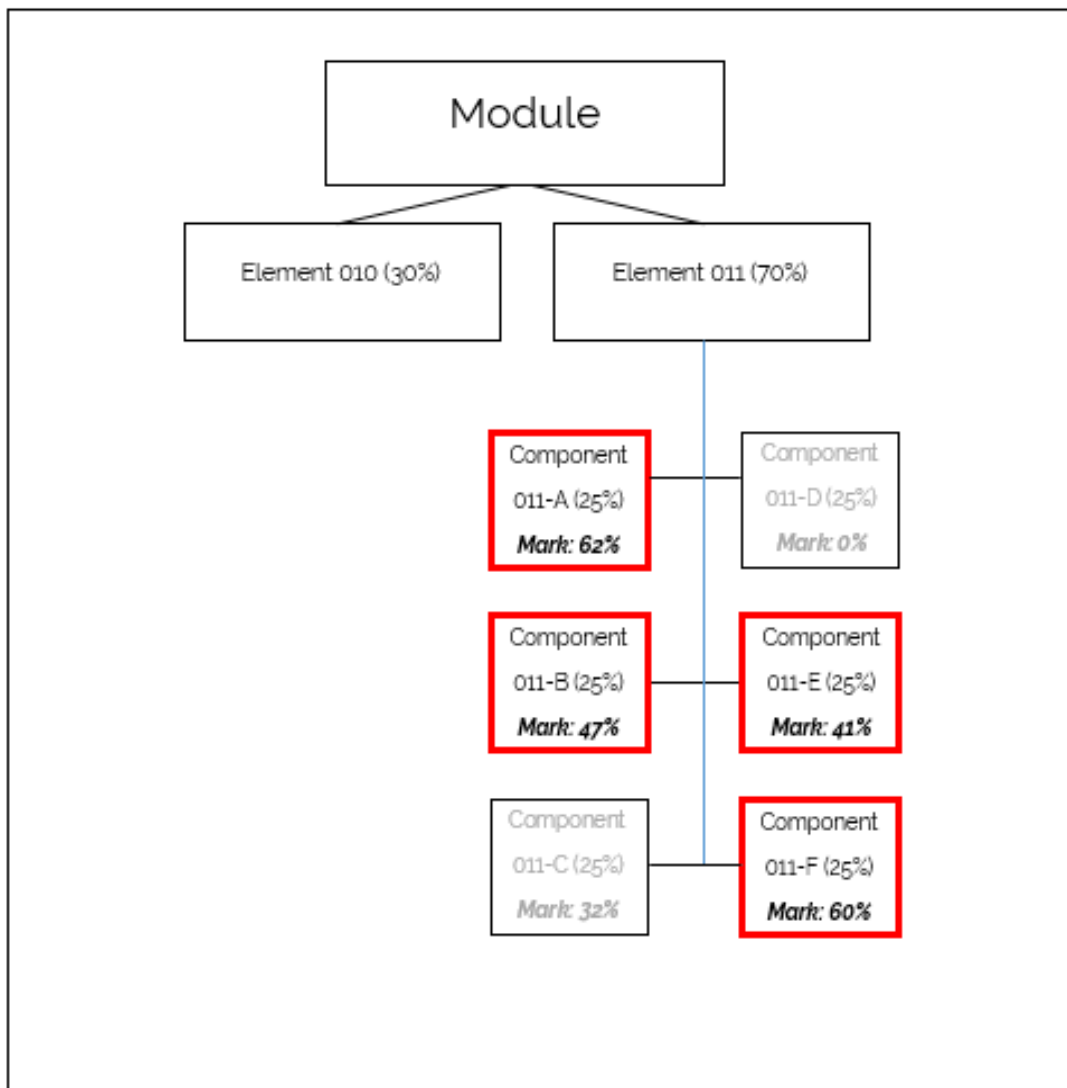 Module
Element 010 (30%)
Element 011 (70%)
Component
011-A (25%)
Mark: 62%
Component
011-D (25%)
Mark: 0%
Component
011-B (25%)
Mark: 47%
Component
011-E (25%)
Mark: 41%
Component
011-C (25%)
Mark: 32%
Component
011-F (25%)
Mark: 60%